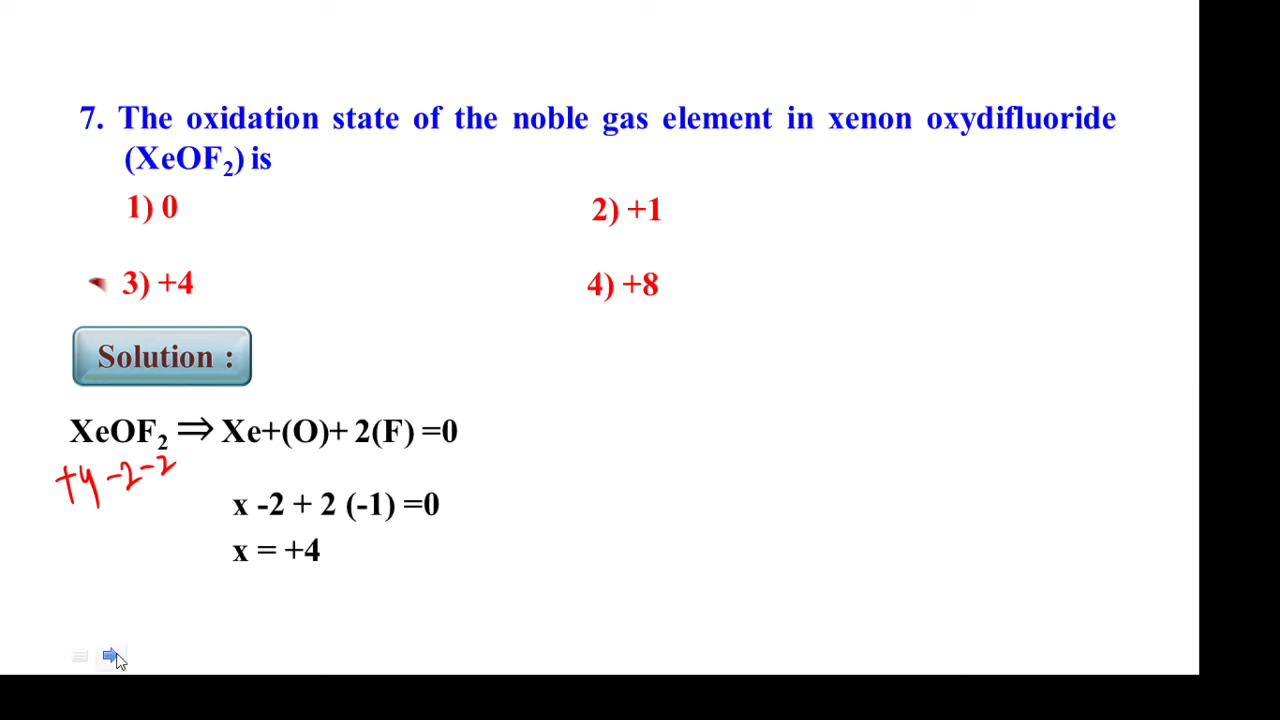 7. The oxidation state of the noble gas element in xenon oxydifluoride
(XeOF₂) is
1) 0
2) +1
3) +4
4) +8
Solution :
XeOF₂ ⇒ Xe+(O)+ 2(F) =0
+4 -2 -2
x -2 + 2 (-1) =0
x = +4